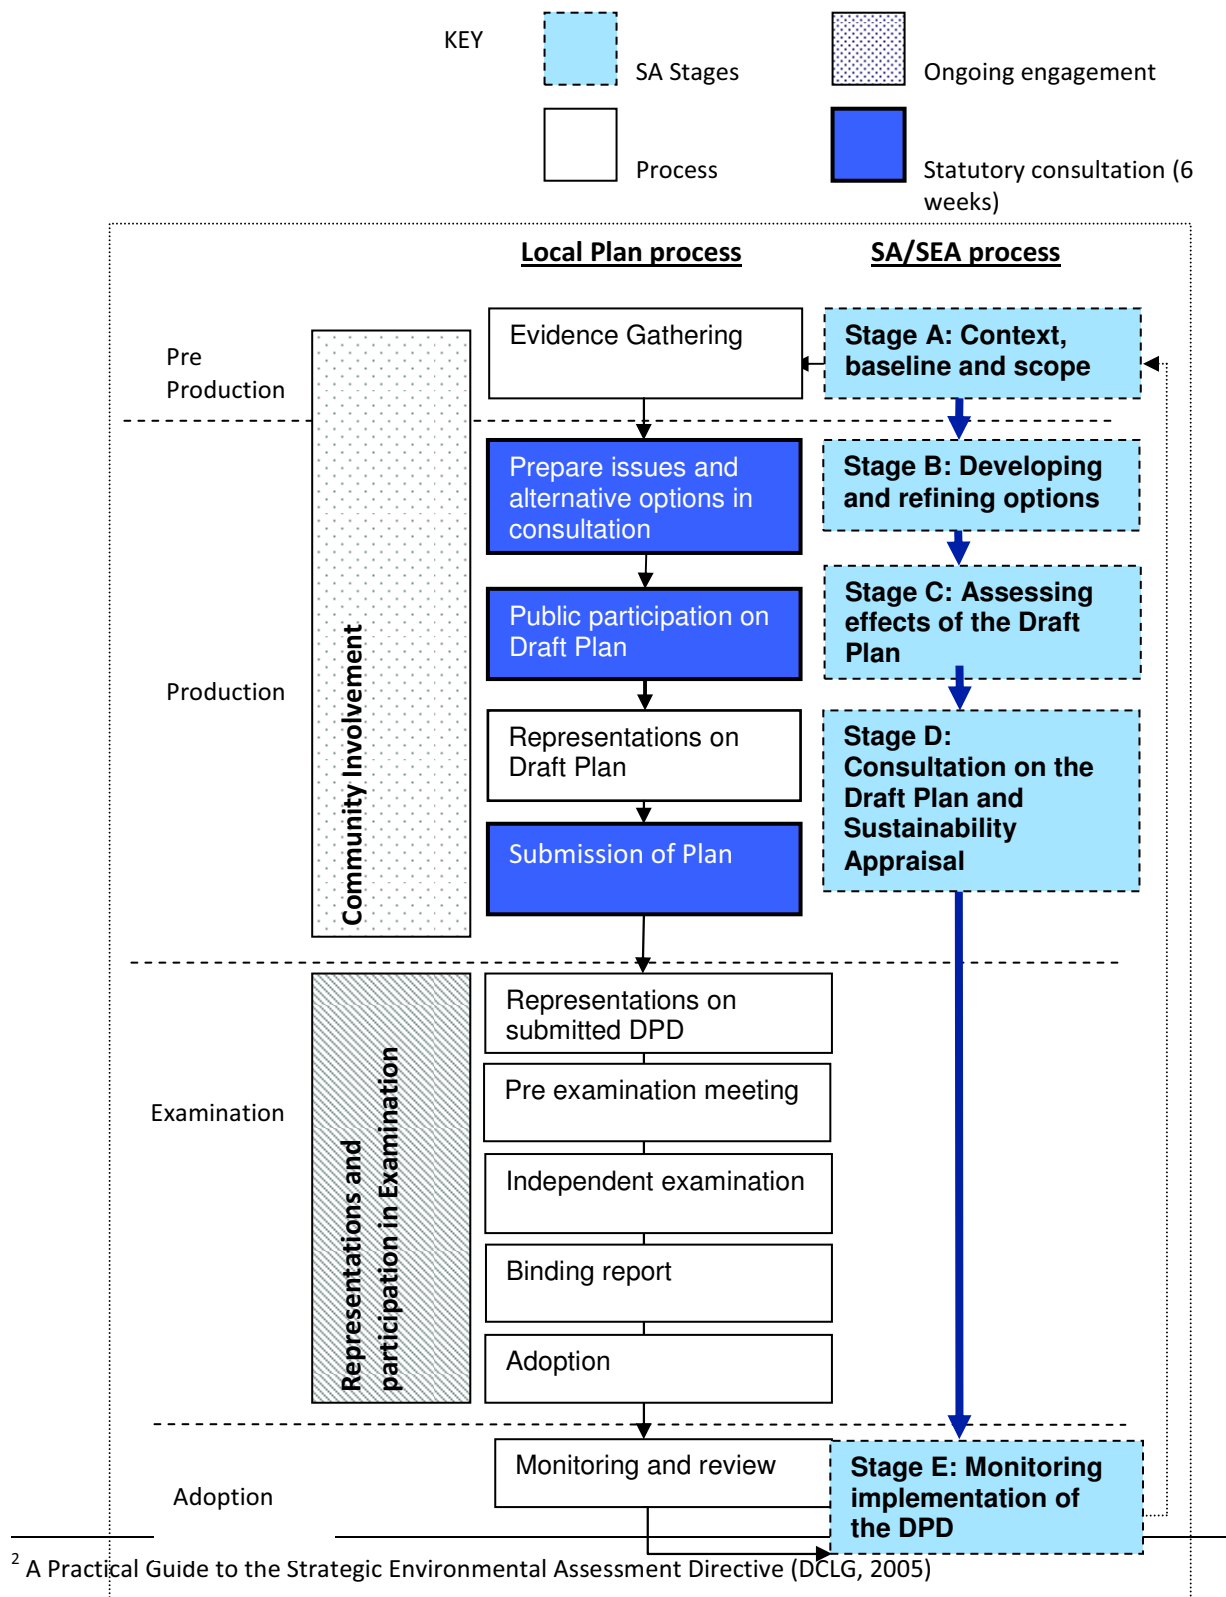 KEY
SA Stages
Ongoing engagement
Process
Statutory consultation (6
weeks)
Local Plan process
SA/SEA process
Pre
Production
Evidence Gathering
Stage A: Context,
baseline and scope
Production
Community Involvement
Prepare issues and
alternative options in
consultation
Stage B: Developing
and refining options
Public participation on
Draft Plan
Stage C: Assessing
effects of the Draft
Plan
Representations on
Draft Plan
Stage D:
Consultation on the
Draft Plan and
Sustainability
Appraisal
Submission of Plan
Examination
Representations and
participation in Examination
Representations on
submitted DPD
Pre examination meeting
Independent examination
Binding report
Adoption
Adoption
Monitoring and review
Stage E: Monitoring
implementation of
the DPD
2 A Practical Guide to the Strategic Environmental Assessment Directive (DCLG, 2005)